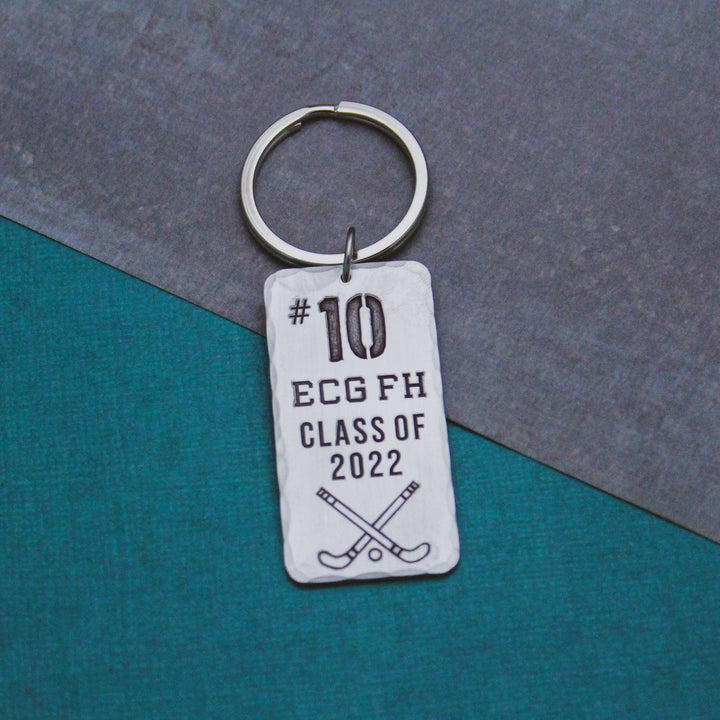 #10
ECG FH
CLASS OF
2022